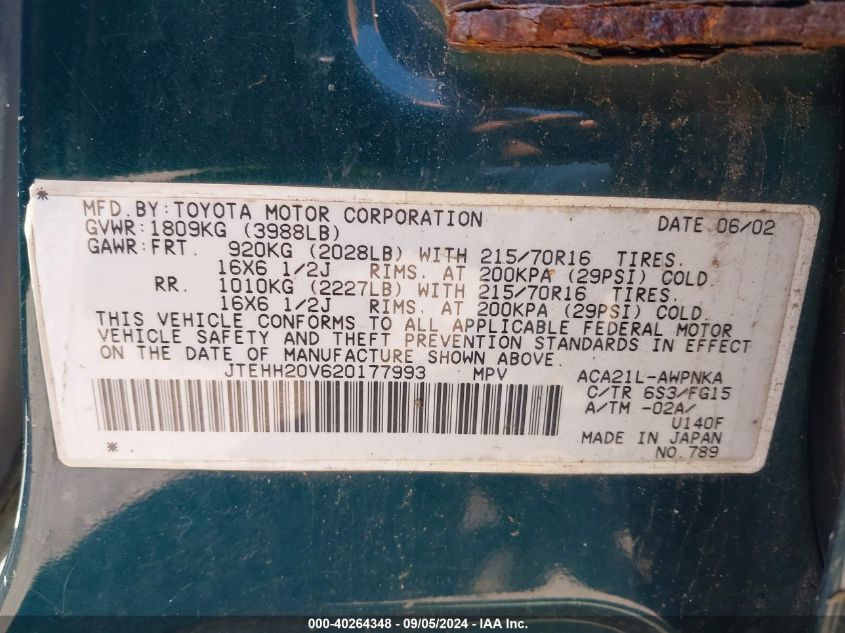 MFD. BY: TOYOTA MOTOR CORPORATION DATE 06/02
GVWR: 1809KG (3988LB)
GAWR: FRT. 920KG (2028LB) WITH 215/70R16 TIRES.
16X6 1/2J RIMS. AT 200KPA (29PSI) COLD.
RR. 1010KG (2227LB) WITH 215/70R16 TIRES.
16X6 1/2J RIMS. AT 200KPA (29PSI) COLD.
THIS VEHICLE CONFORMS TO ALL APPLICABLE FEDERAL MOTOR
VEHICLE SAFETY AND THEFT PREVENTION STANDARDS IN EFFECT
ON THE DATE OF MANUFACTURE SHOWN ABOVE.
JTEHH20V620177993 MPV ACA21L-AWPNKA
C/TR 6S3/FG15
A/TM -02A/
U140F
MADE IN JAPAN
NO. 789
000-40264348 - 09/05/2024 - IAA Inc.